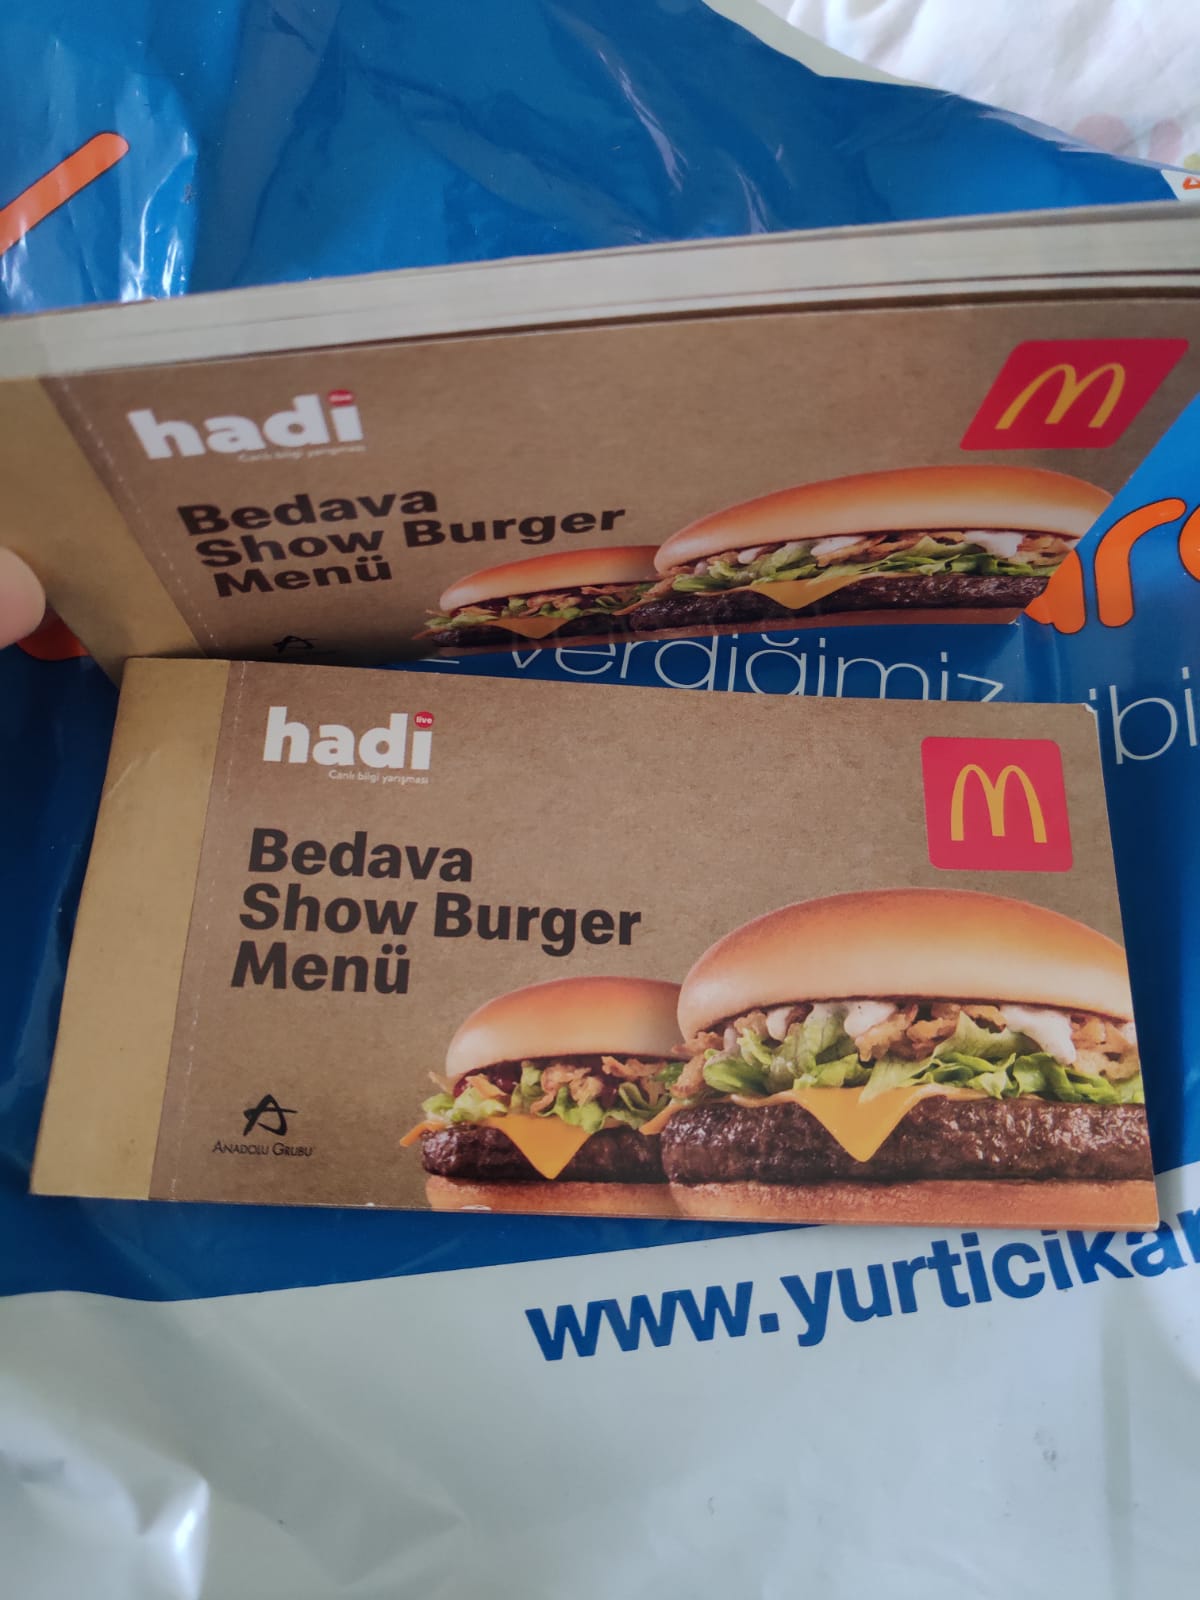 hadi
live
Canlı bilgi yarışması
Bedava
Show Burger
Menü
verdiğimiz
hadi
live
Canlı bilgi yarışması
Bedava
Show Burger
Menü
ANADOLU GRUBU
www.yurticikar